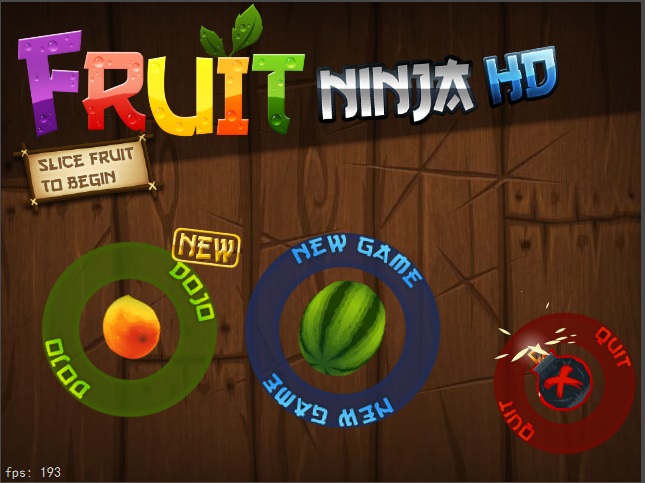 FRUIT NINJA HD
SLICE FRUIT
TO BEGIN
NEW
DOJO
DOJO
NEW GAME
NEW GAME
QUIT
QUIT
fps: 193